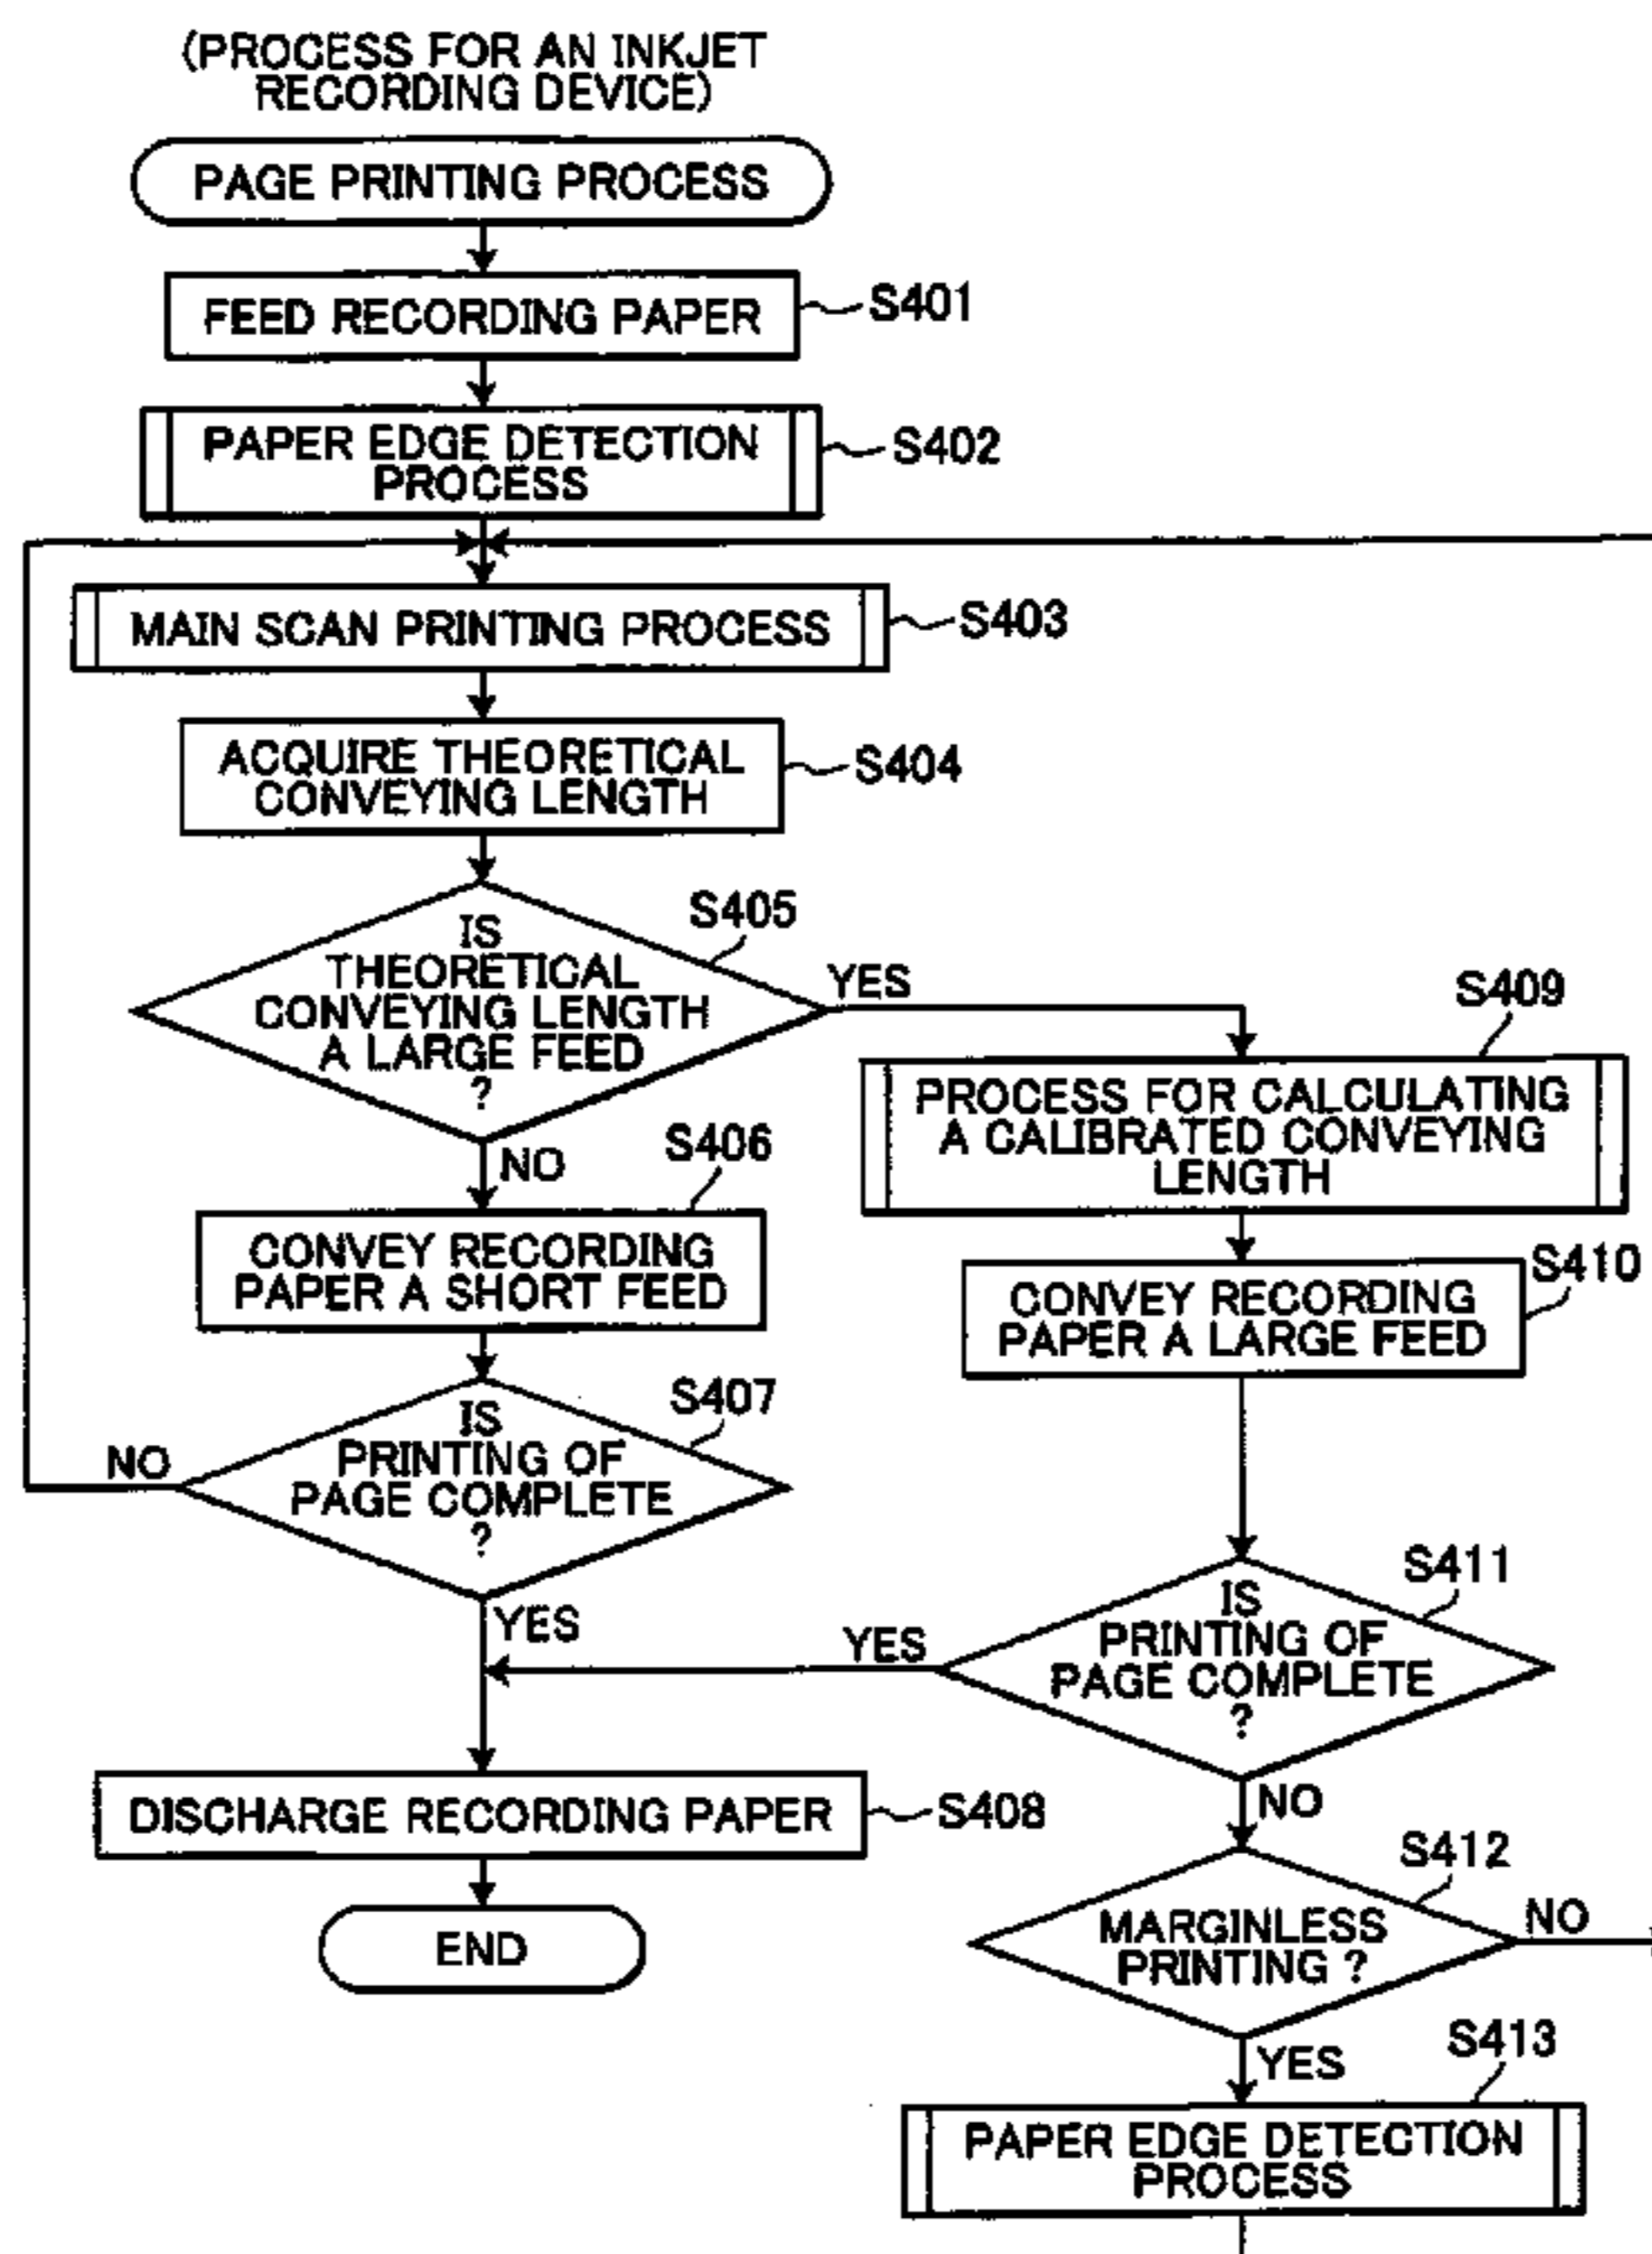 (PROCESS FOR AN INKJET
RECORDING DEVICE)
PAGE PRINTING PROCESS
FEED RECORDING PAPER
S401
PAPER EDGE DETECTION
PROCESS
S402
MAIN SCAN PRINTING PROCESS
S403
ACQUIRE THEORETICAL
CONVEYING LENGTH
S404
S405
IS
THEORETICAL
CONVEYING LENGTH
A LARGE FEED
?
YES
NO
S406
CONVEY RECORDING
PAPER A SHORT FEED
S407
IS
PRINTING OF
PAGE COMPLETE
?
NO
YES
DISCHARGE RECORDING PAPER
S408
END
S409
PROCESS FOR CALCULATING
A CALIBRATED CONVEYING
LENGTH
S410
CONVEY RECORDING
PAPER A LARGE FEED
S411
IS
PRINTING OF
PAGE COMPLETE
?
YES
NO
S412
MARGINLESS
PRINTING ?
NO
YES
S413
PAPER EDGE DETECTION
PROCESS